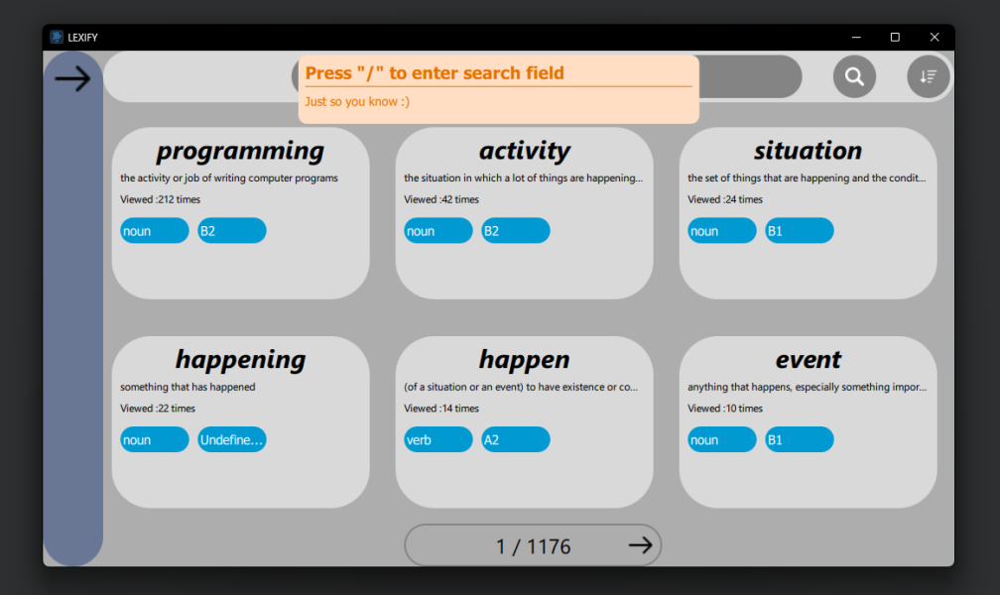 LEXIFY
Press "/" to enter search field
Just so you know :)
programming
the activity or job of writing computer programs
Viewed :212 times
noun B2
activity
the situation in which a lot of things are happening...
Viewed :42 times
noun B2
situation
the set of things that are happening and the condit...
Viewed :24 times
noun B1
happening
something that has happened
Viewed :22 times
noun Undefine...
happen
(of a situation or an event) to have existence or co...
Viewed :14 times
verb A2
event
anything that happens, especially something impor...
Viewed :10 times
noun B1
1 / 1176